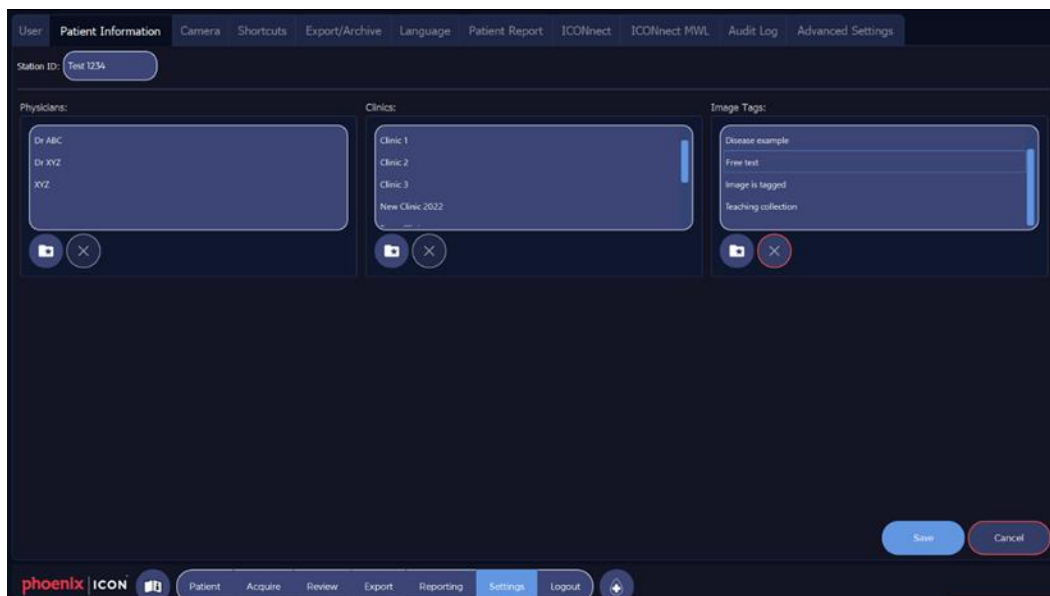 User Patient Information Camera Shortcuts Export/Archive Language Patient Report ICONnect ICONnect MWL Audit Log Advanced Settings
Station ID: Test 1234
Physicians: Clinics: Image Tags:
Dr ABC Clinic 1 Disease example
Dr XYZ Clinic 2 Free text
XYZ Clinic 3 Image is tagged
New Clinic 2022 Teaching collection
Save Cancel
phoenix | ICON Patient Acquire Review Export Reporting Settings Logout